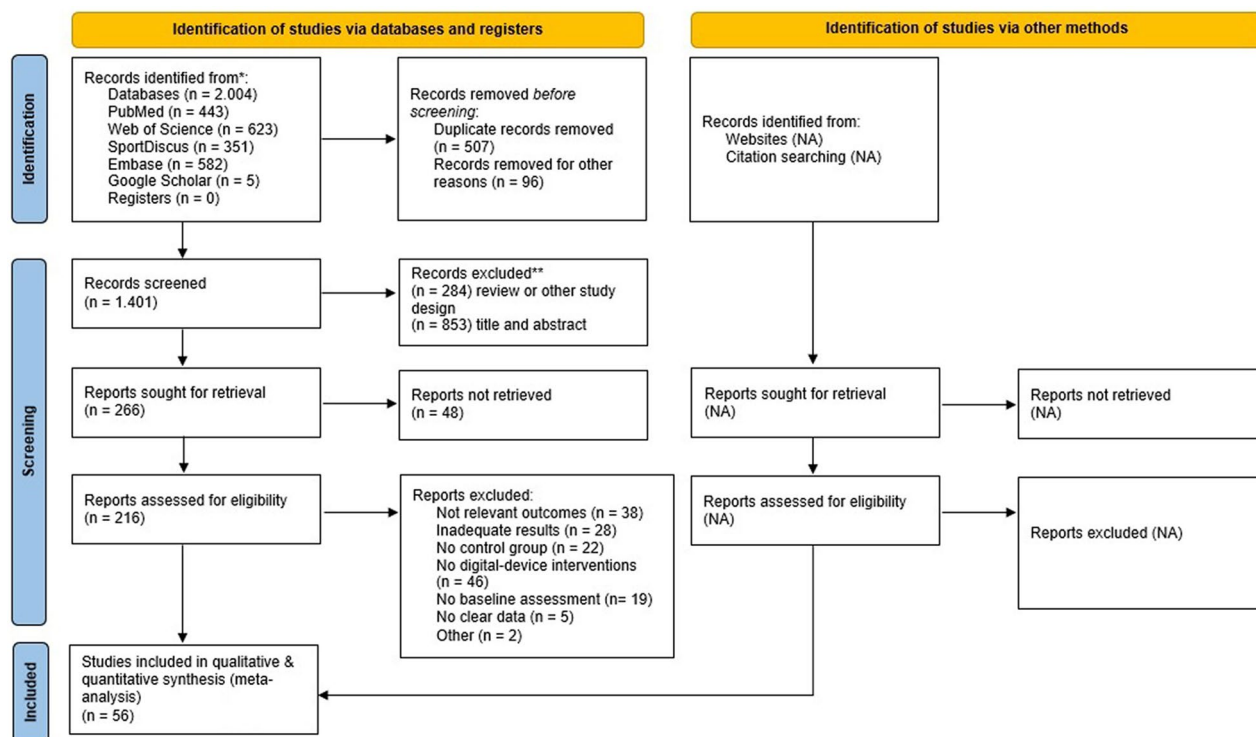 Identification of studies via databases and registers
Identification of studies via other methods
Identification
Records identified from*:
Databases (n = 2.004)
PubMed (n = 443)
Web of Science (n = 623)
SportDiscus (n = 351)
Embase (n = 582)
Google Scholar (n = 5)
Registers (n = 0)
Records removed before
screening:
Duplicate records removed
(n = 507)
Records removed for other
reasons (n = 96)
Records identified from:
Websites (NA)
Citation searching (NA)
Screening
Records screened
(n = 1.401)
Records excluded**
(n = 284) review or other study
design
(n = 853) title and abstract
Reports sought for retrieval
(n = 266)
Reports not retrieved
(n = 48)
Reports sought for retrieval
(NA)
Reports not retrieved
(NA)
Reports assessed for eligibility
(n = 216)
Reports excluded:
Not relevant outcomes (n = 38)
Inadequate results (n = 28)
No control group (n = 22)
No digital-device interventions
(n = 46)
No baseline assessment (n= 19)
No clear data (n = 5)
Other (n = 2)
Reports assessed for eligibility
(NA)
Reports excluded (NA)
Included
Studies included in qualitative &
quantitative synthesis (meta-
analysis)
(n = 56)